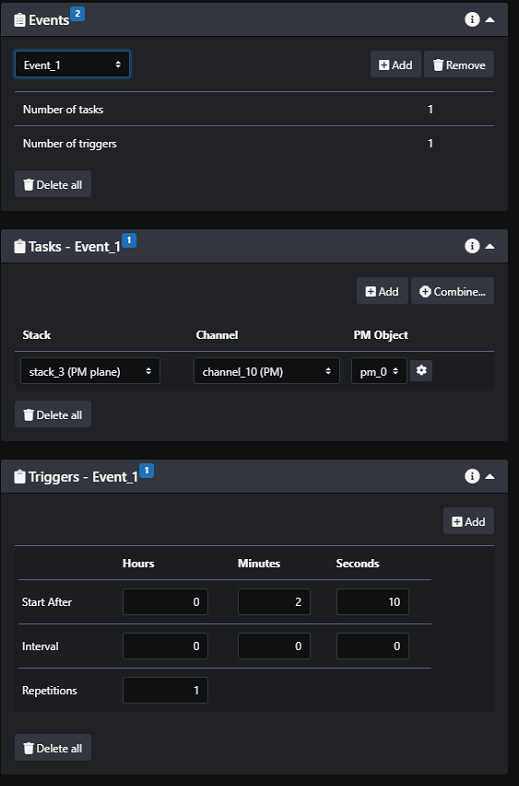 Events 2
Event_1
Add
Remove
Number of tasks 1
Number of triggers 1
Delete all
Tasks - Event_1 1
Add
Combine...
Stack Channel PM Object
stack_3 (PM plane) channel_10 (PM) pm_0
Delete all
Triggers - Event_1 1
Add
Hours Minutes Seconds
Start After 0 2 10
Interval 0 0 0
Repetitions 1
Delete all